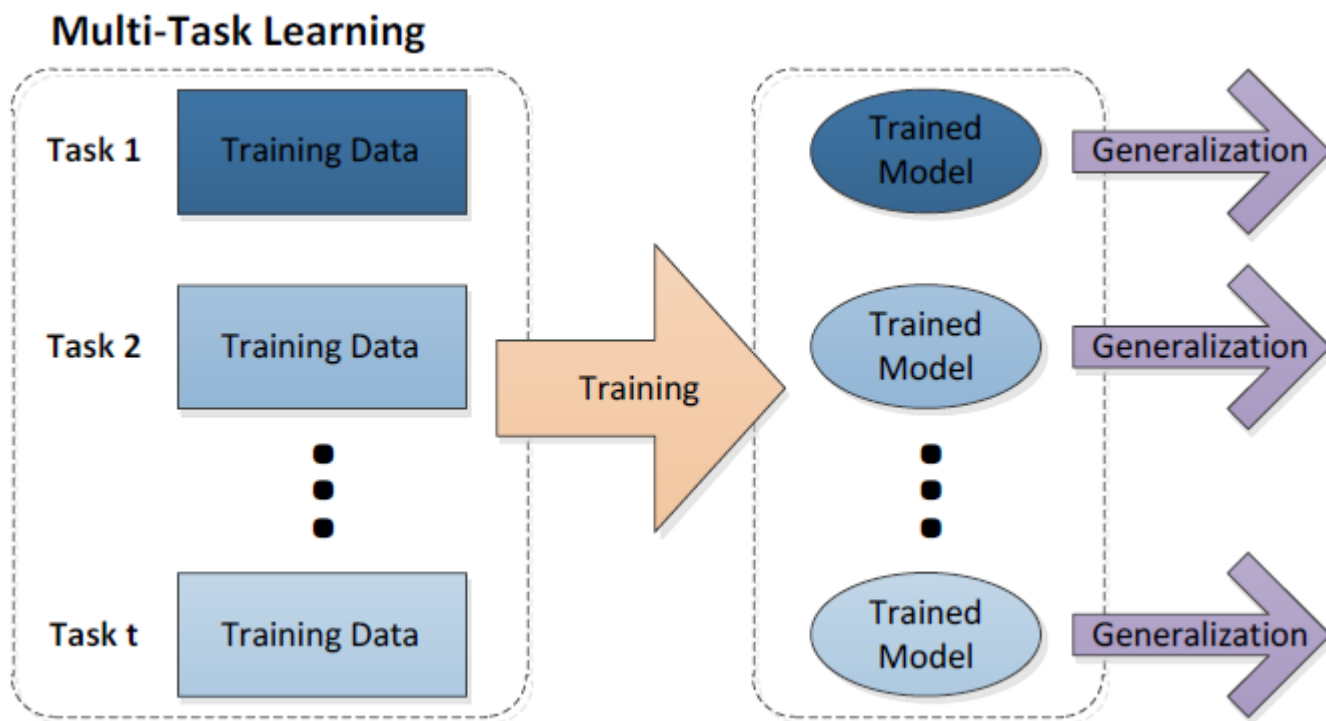 Multi-Task Learning
Task 1
Training Data
Trained
Model
Generalization
Task 2
Training Data
Training
Trained
Model
Generalization
Task t
Training Data
Trained
Model
Generalization